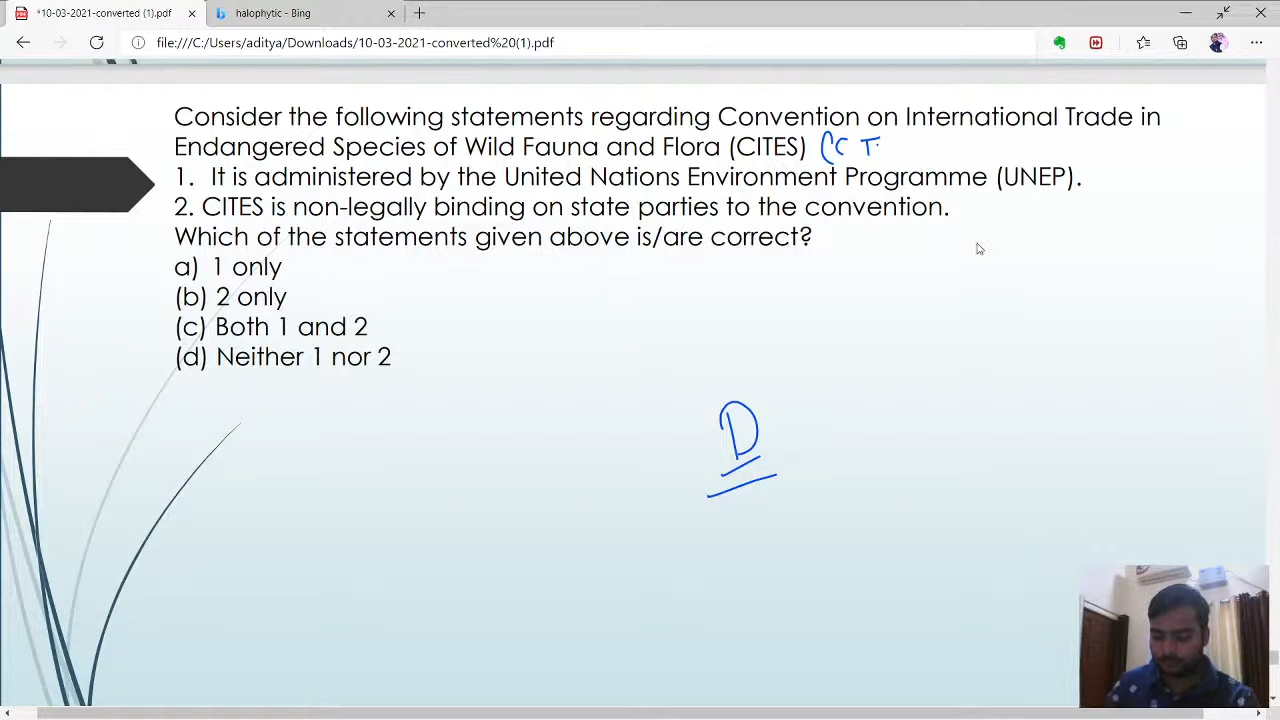 *10-03-2021-converted (1).pdf
halophytic - Bing
file:///C:/Users/aditya/Downloads/10-03-2021-converted%20(1).pdf
Consider the following statements regarding Convention on International Trade in
Endangered Species of Wild Fauna and Flora (CITES)
1. It is administered by the United Nations Environment Programme (UNEP).
2. CITES is non-legally binding on state parties to the convention.
Which of the statements given above is/are correct?
a) 1 only
(b) 2 only
(c) Both 1 and 2
(d) Neither 1 nor 2
D